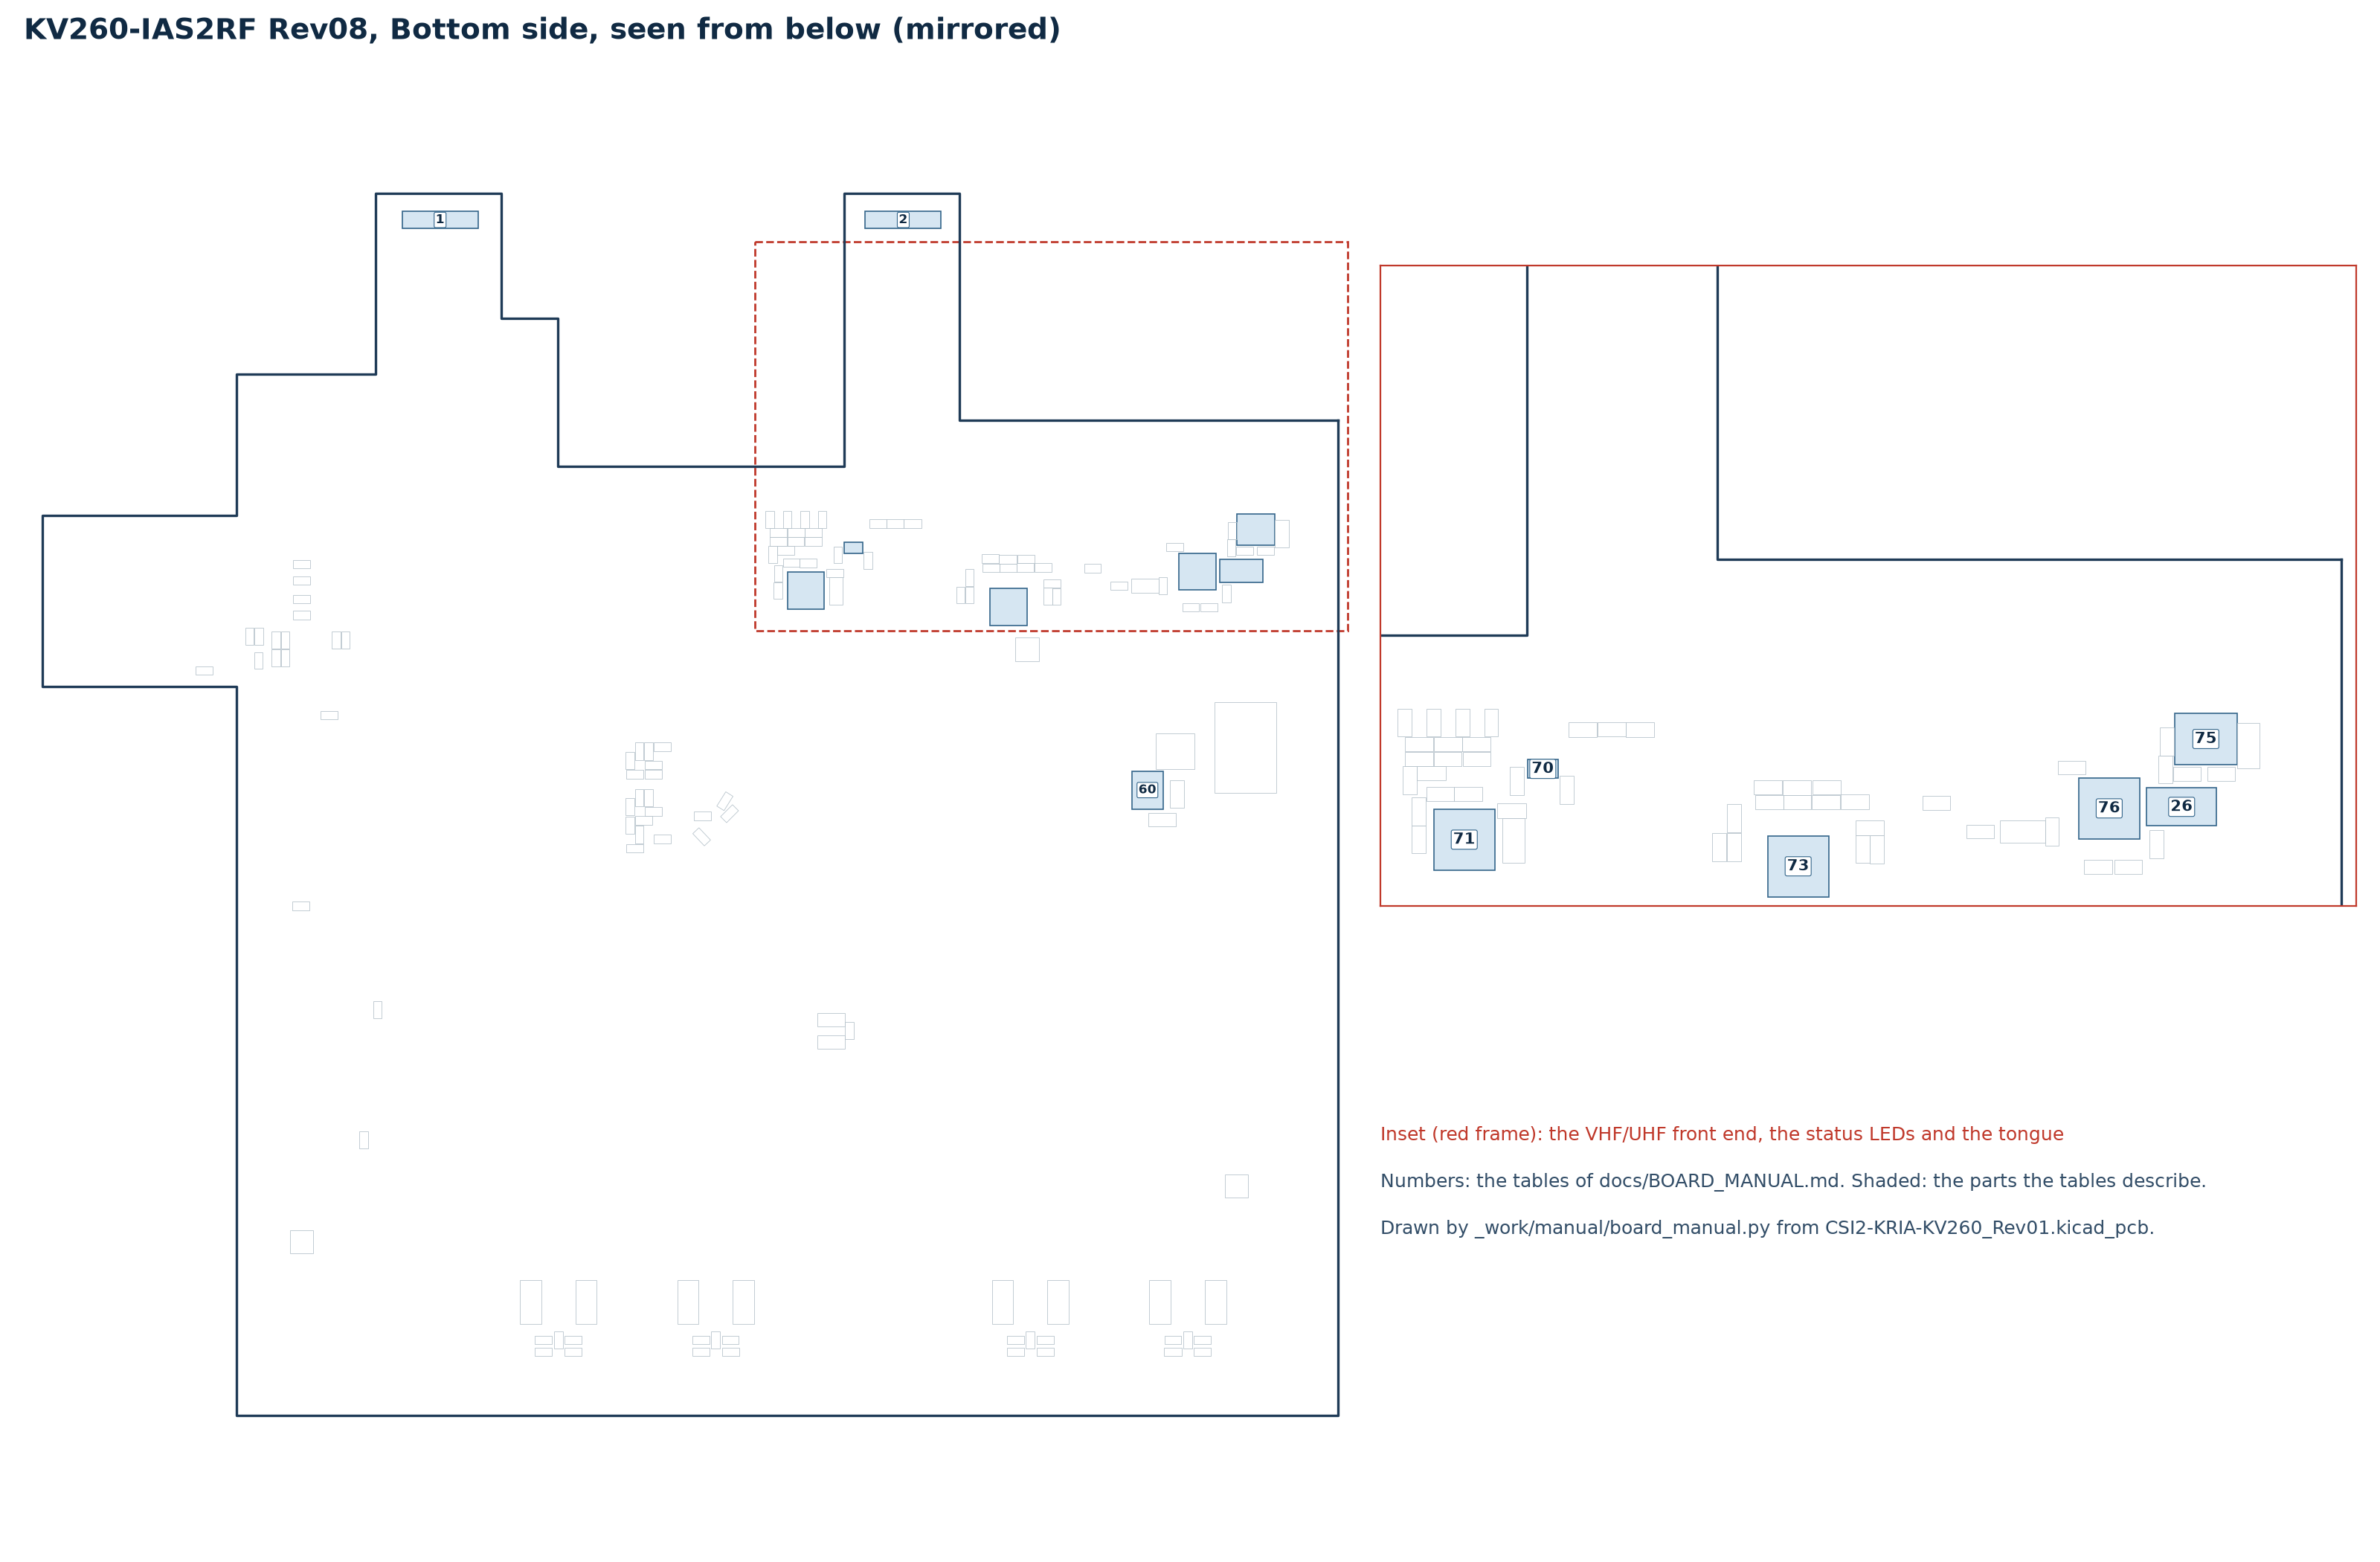 KV260-IAS2RF Rev08, Bottom side, seen from below (mirrored)
1
2
60
70
71
73
75
76
26
Inset (red frame): the VHF/UHF front end, the status LEDs and the tongue
Numbers: the tables of docs/BOARD_MANUAL.md. Shaded: the parts the tables describe.
Drawn by _work/manual/board_manual.py from CSI2-KRIA-KV260_Rev01.kicad_pcb.